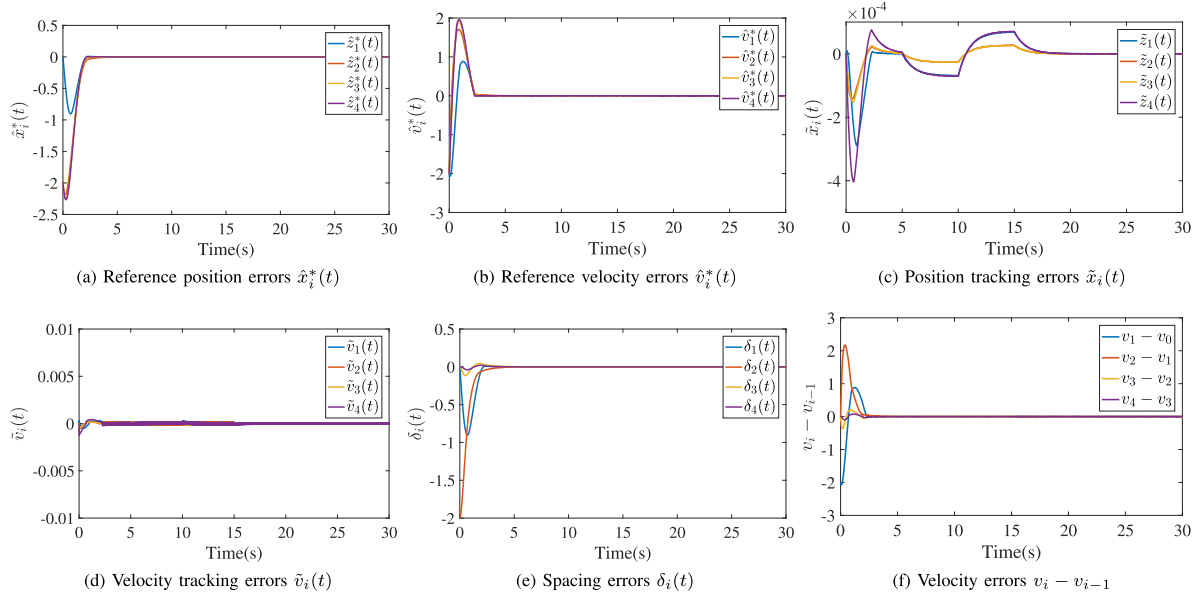 0.5
0
-0.5
-1
-1.5
-2
-2.5
0 5 10 15 20 25 30
x̂*ᵢ(t)
Time(s)
ẑ*₁(t)
ẑ*₂(t)
ẑ*₃(t)
ẑ*₄(t)
(a) Reference position errors x̂*ᵢ(t)
2
1
0
-1
-2
-3
0 5 10 15 20 25 30
v̂*ᵢ(t)
Time(s)
v̂*₁(t)
v̂*₂(t)
v̂*₃(t)
v̂*₄(t)
(b) Reference velocity errors v̂*ᵢ(t)
×10⁻⁴
0
-2
-4
0 5 10 15 20 25 30
x̃ᵢ(t)
Time(s)
z̃₁(t)
z̃₂(t)
z̃₃(t)
z̃₄(t)
(c) Position tracking errors x̃ᵢ(t)
0.01
0.005
0
-0.005
-0.01
0 5 10 15 20 25 30
ṽᵢ(t)
Time(s)
ṽ₁(t)
ṽ₂(t)
ṽ₃(t)
ṽ₄(t)
(d) Velocity tracking errors ṽᵢ(t)
0.5
0
-0.5
-1
-1.5
-2
0 5 10 15 20 25 30
δᵢ(t)
Time(s)
δ₁(t)
δ₂(t)
δ₃(t)
δ₄(t)
(e) Spacing errors δᵢ(t)
3
2
1
0
-1
-2
-3
0 5 10 15 20 25 30
vᵢ − vᵢ₋₁
Time(s)
v₁ − v₀
v₂ − v₁
v₃ − v₂
v₄ − v₃
(f) Velocity errors vᵢ − vᵢ₋₁